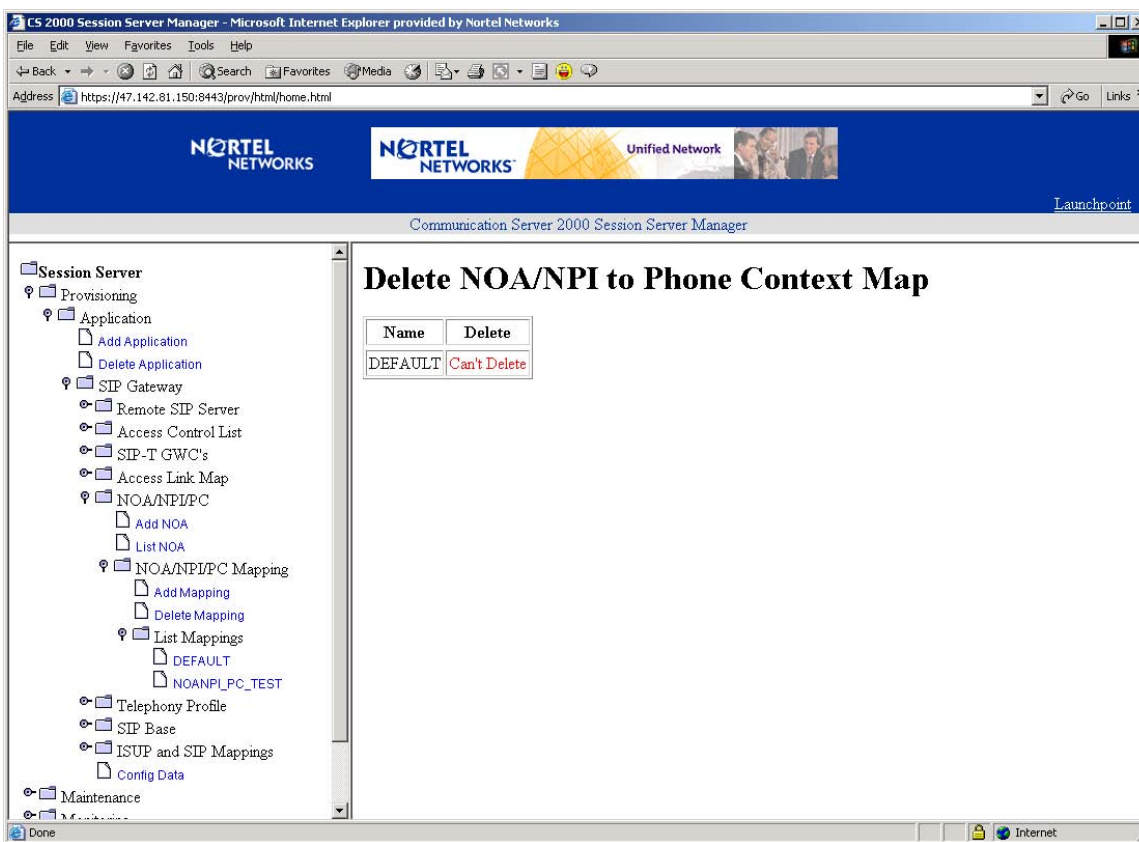 CS 2000 Session Server Manager - Microsoft Internet Explorer provided by Nortel Networks
File Edit View Favorites Tools Help
Back Search Favorites Media
Address https://47.142.81.150:8443/prov/html/home.html Go Links
NORTEL NETWORKS
NORTEL NETWORKS Unified Network
Launchpoint
Communication Server 2000 Session Server Manager
Session Server
Provisioning
Application
Add Application
Delete Application
SIP Gateway
Remote SIP Server
Access Control List
SIP-T GWC's
Access Link Map
NOA/NPI/PC
Add NOA
List NOA
NOA/NPI/PC Mapping
Add Mapping
Delete Mapping
List Mappings
DEFAULT
NOANPI_PC_TEST
Telephony Profile
SIP Base
ISUP and SIP Mappings
Config Data
Maintenance
Delete NOA/NPI to Phone Context Map
Name Delete
DEFAULT Can't Delete
Done Internet